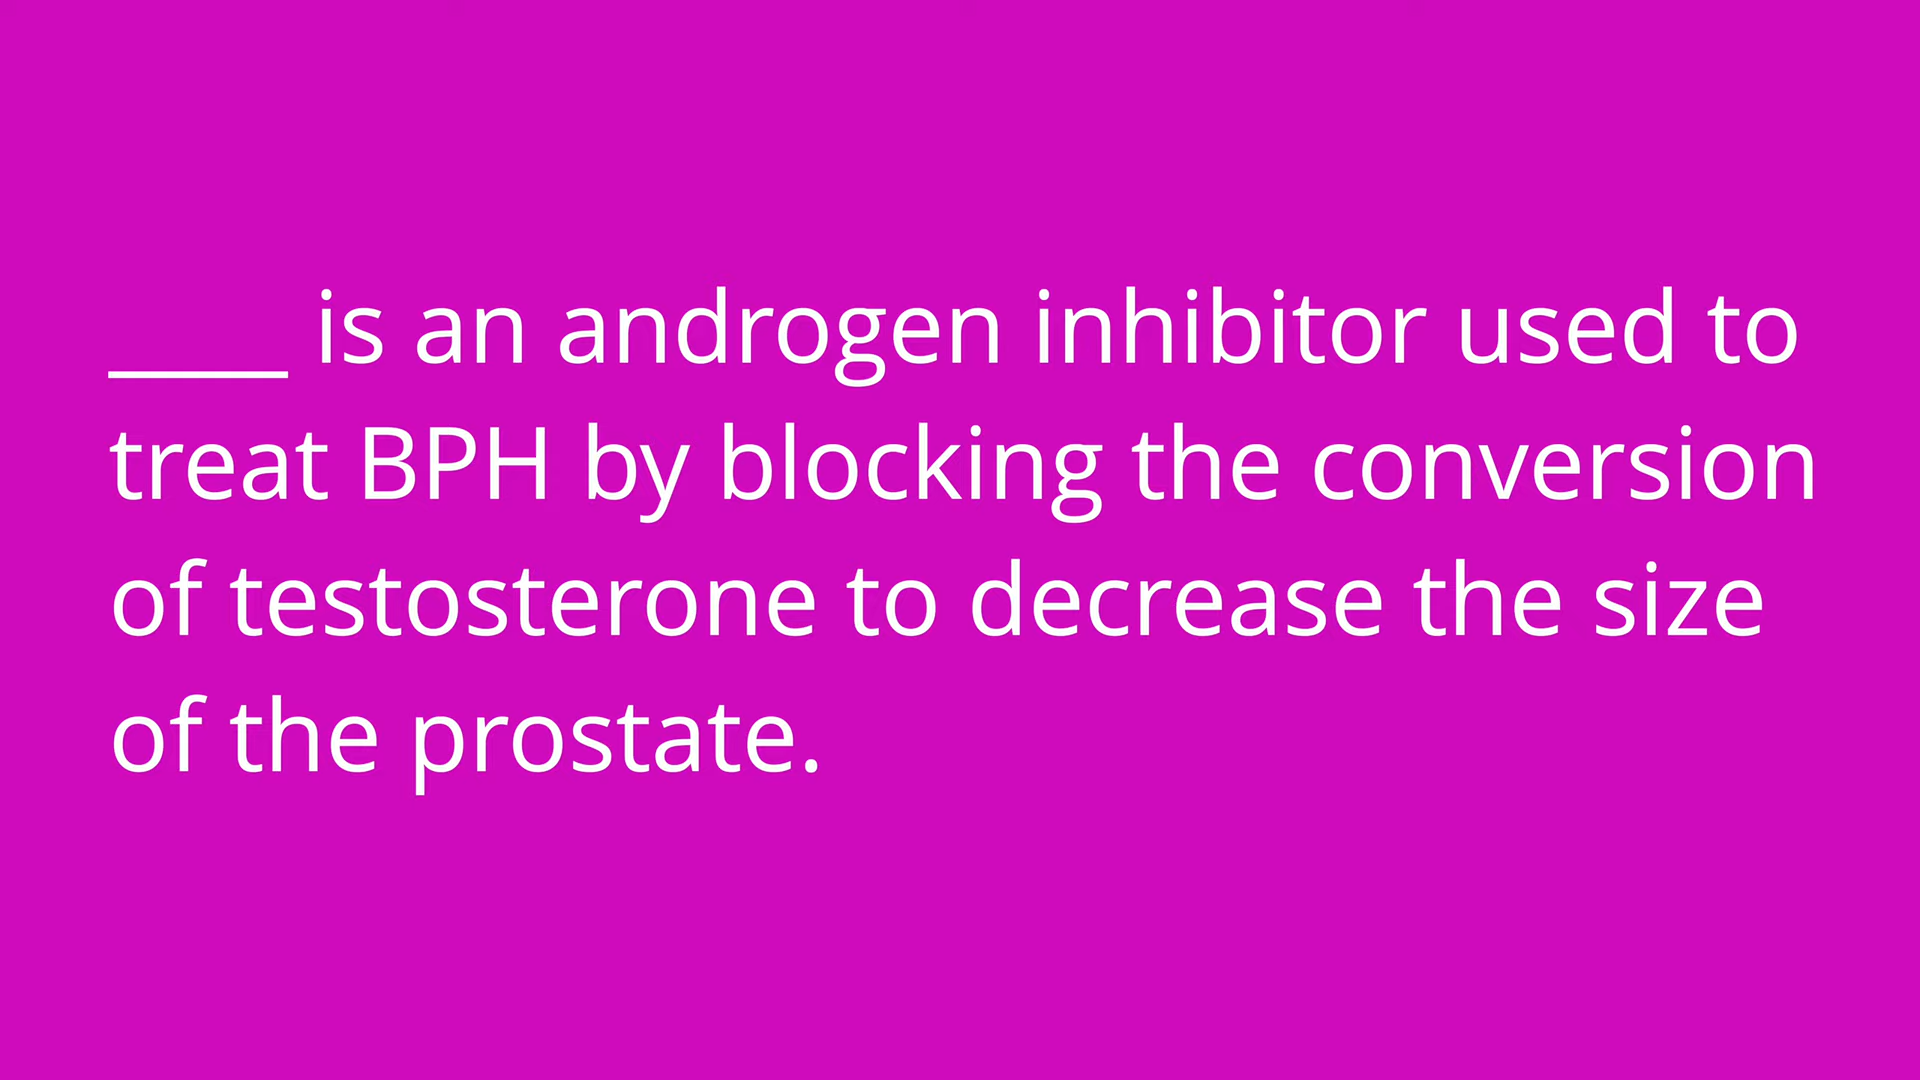 ____ is an androgen inhibitor used to
treat BPH by blocking the conversion
of testosterone to decrease the size
of the prostate.